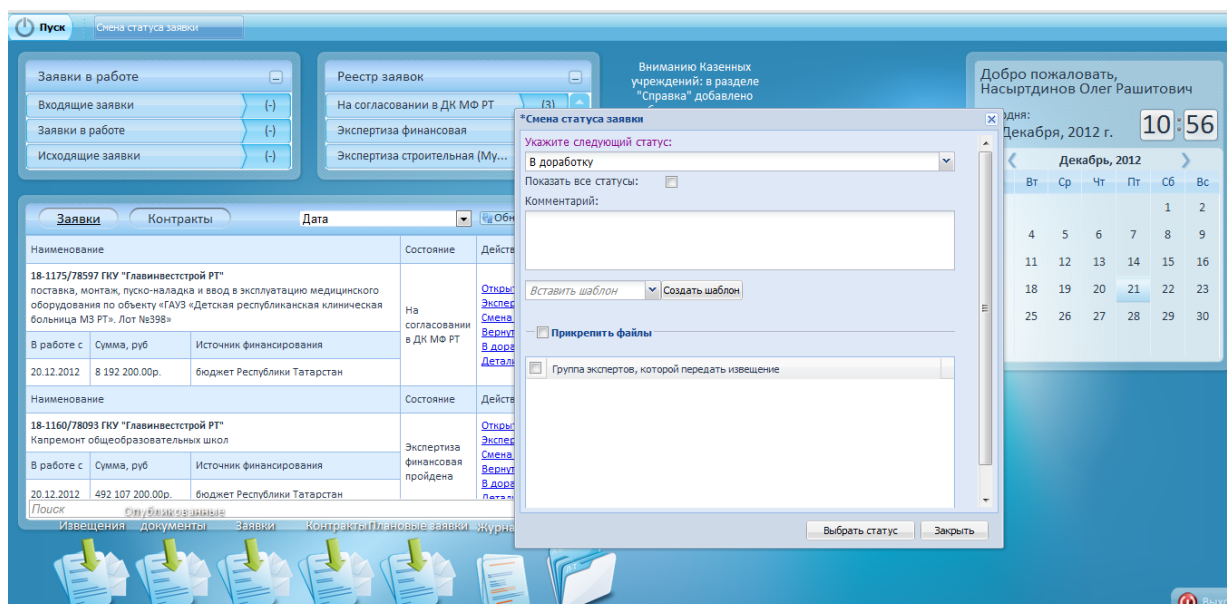 Пуск
Смена статуса заявки
Заявки в работе
Входящие заявки (-)
Заявки в работе (-)
Исходящие заявки (-)
Реестр заявок
На согласовании в ДК МФ РТ (3)
Экспертиза финансовая
Экспертиза строительная (Му...
Вниманию Казенных
учреждений: в разделе
"Справка" добавлено
Добро пожаловать,
Насыртдинов Олег Рашитович
Декабрь, 2012 г.
10:56
Декабрь, 2012
Вт Ср Чт Пт Сб Вс
1 2
4 5 6 7 8 9
11 12 13 14 15 16
18 19 20 21 22 23
25 26 27 28 29 30
*Смена статуса заявки
Укажите следующий статус:
В доработку
Показать все статусы:
Комментарий:
Вставить шаблон Создать шаблон
Прикрепить файлы
Группа экспертов, которой передать извещение
Выбрать статус Закрыть
Заявки Контракты Дата
Наименование Состояние
18-1175/78597 ГКУ "Главинвестстрой РТ"
поставка, монтаж, пуско-наладка и ввод в эксплуатацию медицинского
оборудования по объекту «ГАУЗ «Детская республиканская клиническая
больница МЗ РТ». Лот №398»
На
согласовании
в ДК МФ РТ
В работе с Сумма, руб Источник финансирования
20.12.2012 8 192 200.00р. бюджет Республики Татарстан
Наименование Состояние
18-1160/78093 ГКУ "Главинвестстрой РТ"
Капремонт общеобразовательных школ
Экспертиза
финансовая
пройдена
В работе с Сумма, руб Источник финансирования
20.12.2012 492 107 200.00р. бюджет Республики Татарстан
Поиск
Извещения
Опубликованные
документы
Заявки
Контракты
Плановые заявки